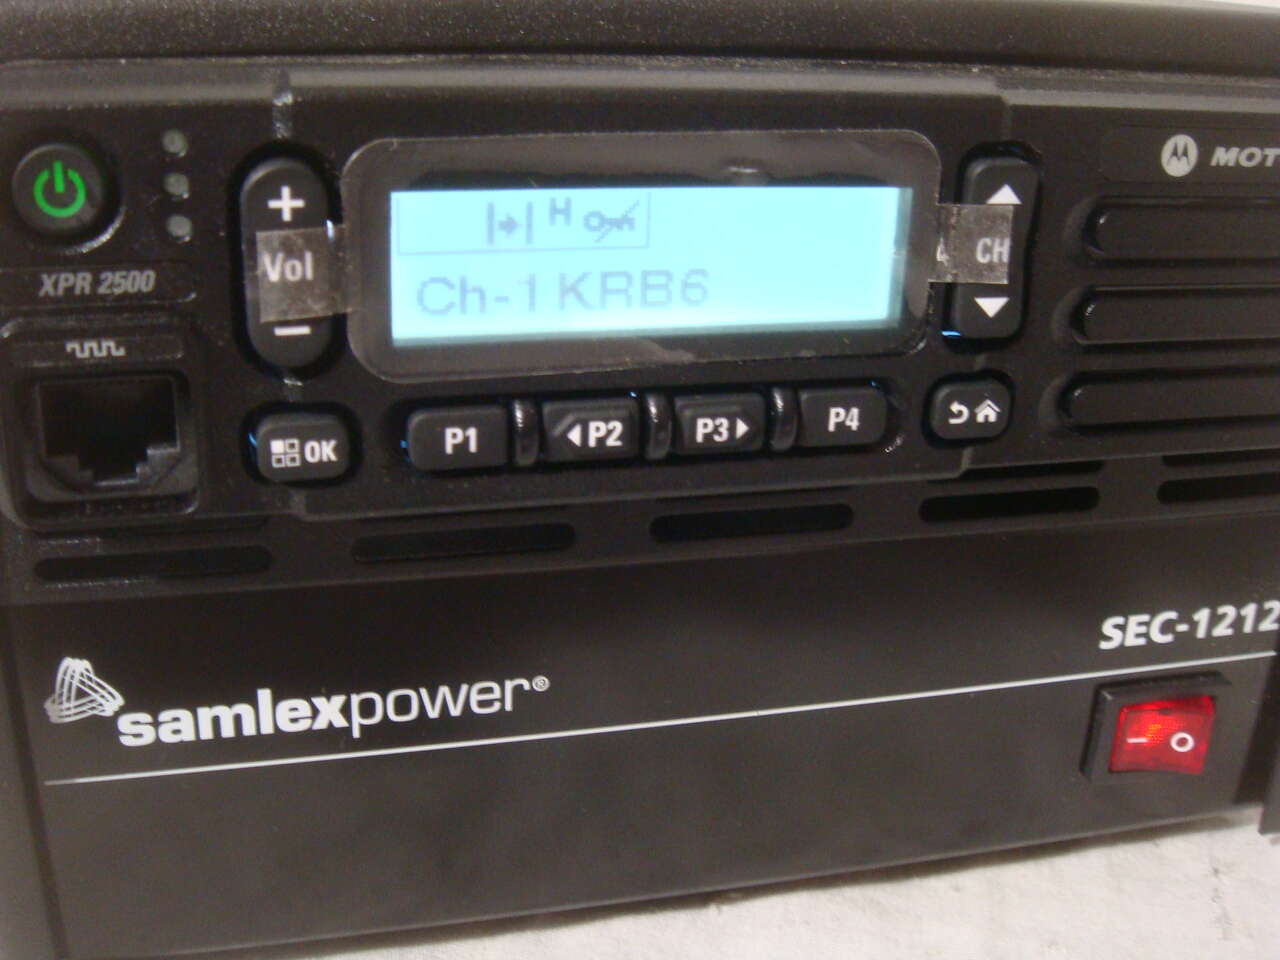 MOT
XPR 2500
+
Vol
−
H
Ch-1 KRB6
CH
OK
P1
P2
P3
P4
SEC-1212
samlexpower®